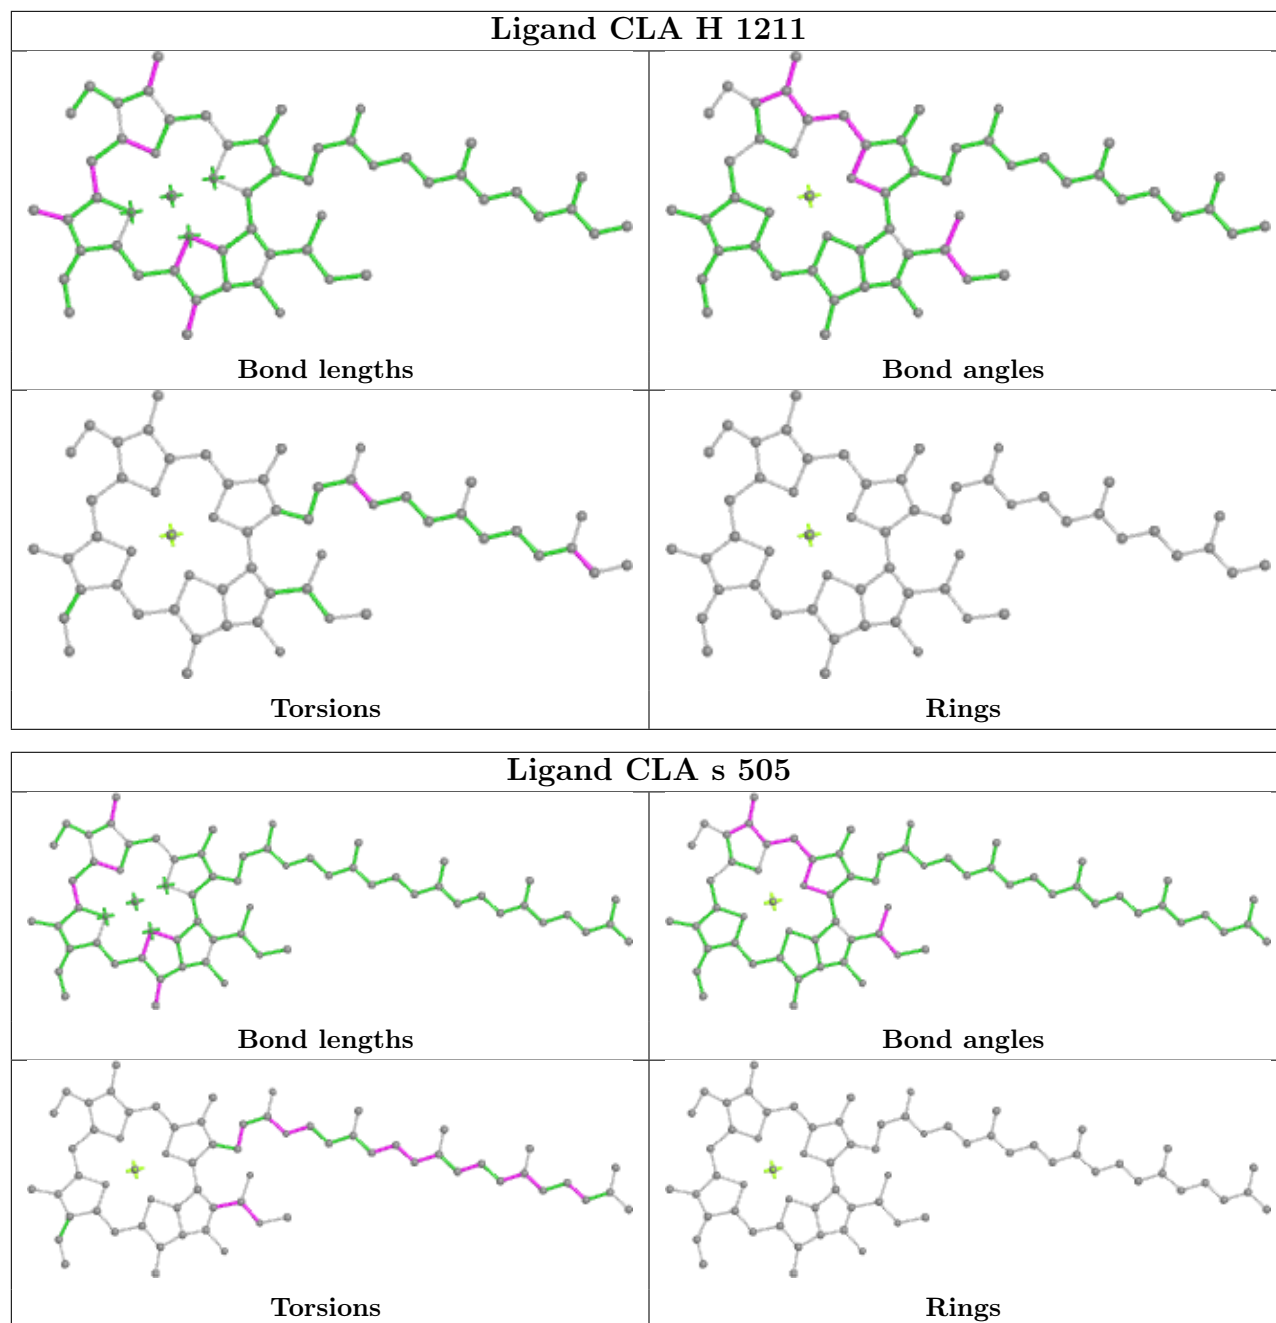 Ligand CLA H 1211
Bond lengths
Bond angles
Torsions
Rings
Ligand CLA s 505
Bond lengths
Bond angles
Torsions
Rings